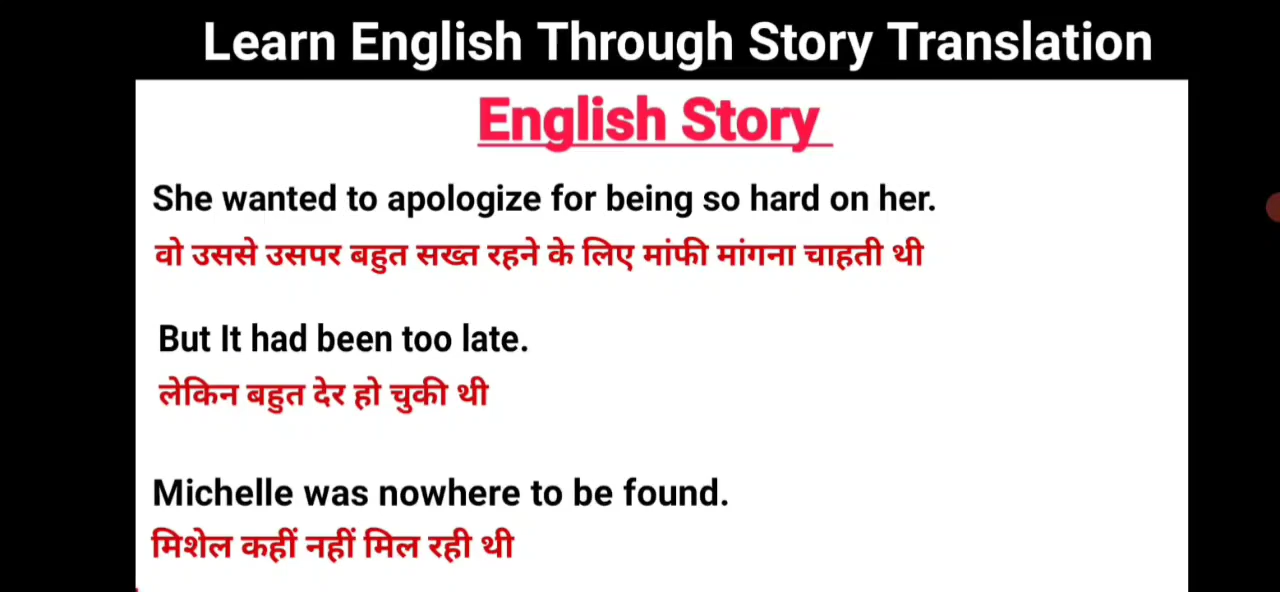 Learn English Through Story Translation
English Story
She wanted to apologize for being so hard on her.
वो उससे उसपर बहुत सख्त रहने के लिए मांफी मांगना चाहती थी
But It had been too late.
लेकिन बहुत देर हो चुकी थी
Michelle was nowhere to be found.
मिशेल कहीं नहीं मिल रही थी